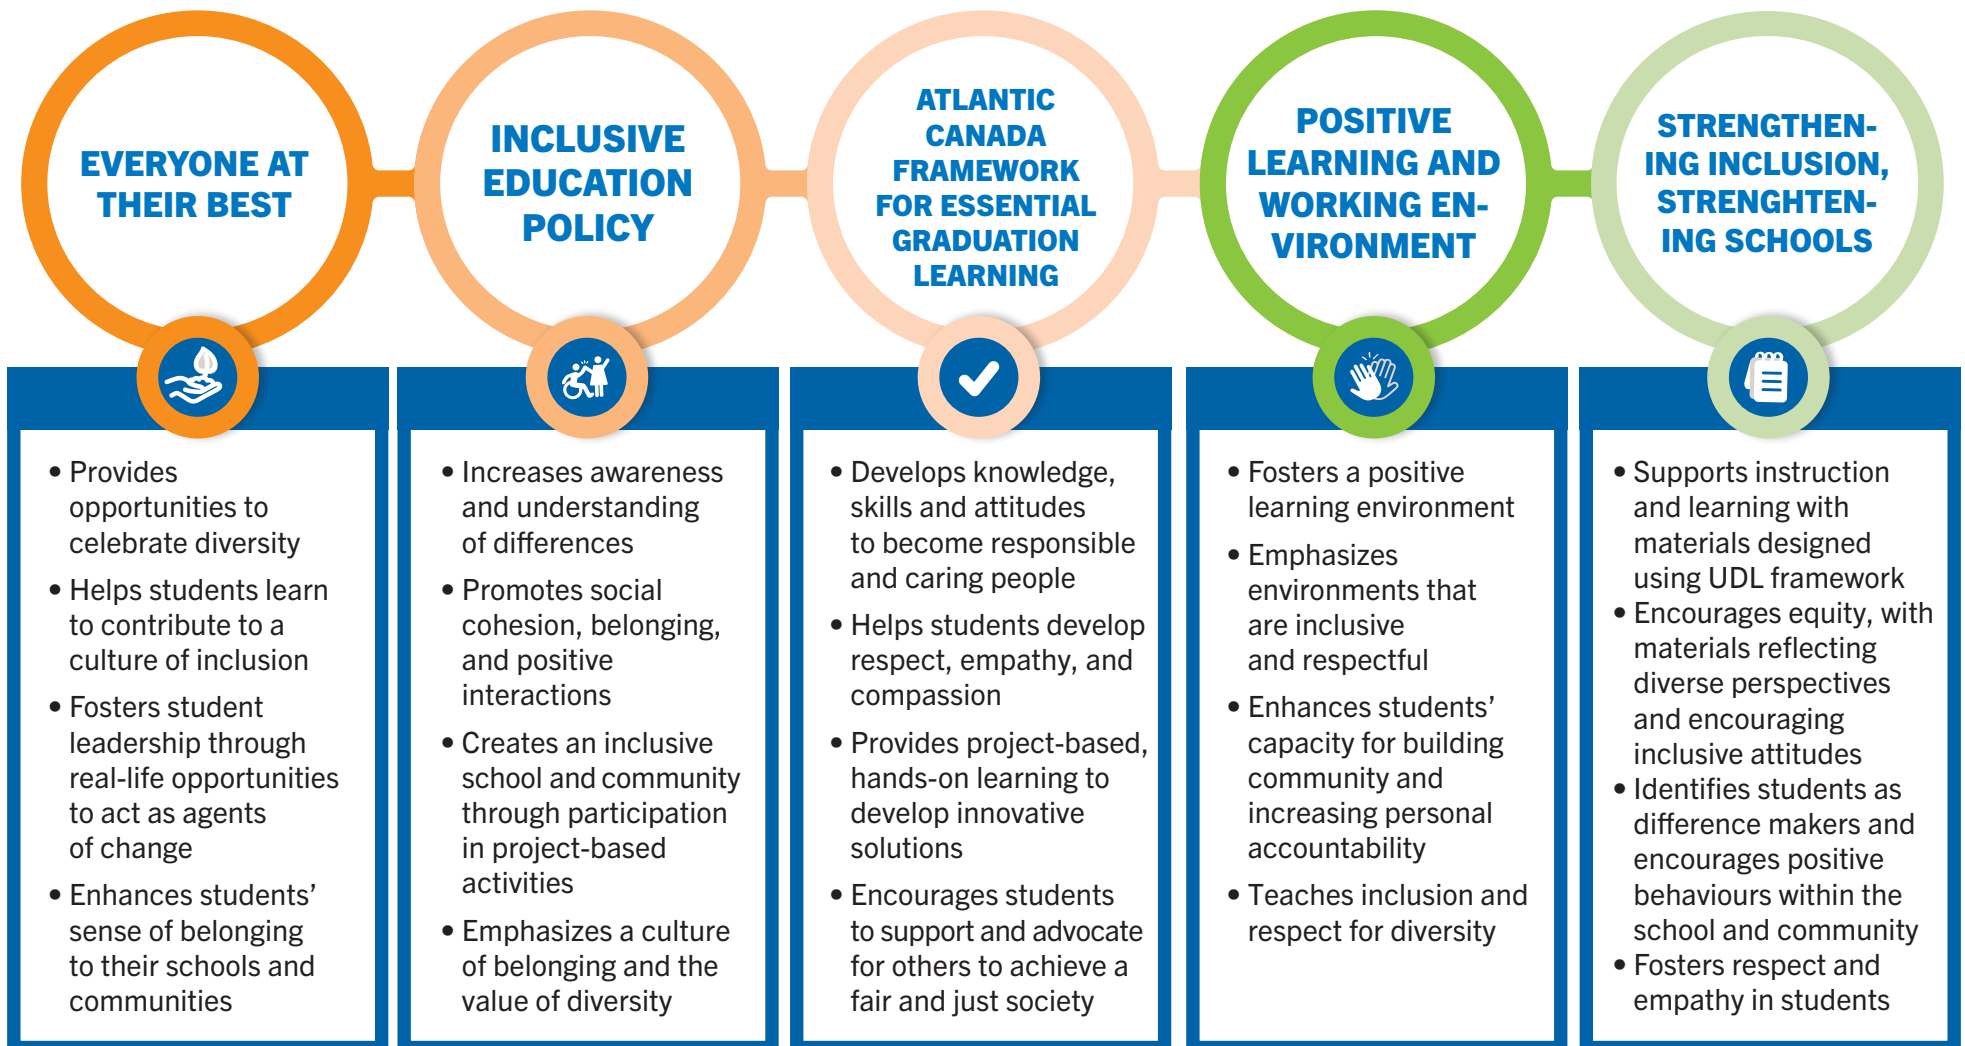 EVERYONE AT
THEIR BEST
• Provides
opportunities to
celebrate diversity
• Helps students learn
to contribute to a
culture of inclusion
• Fosters student
leadership through
real-life opportunities
to act as agents
of change
• Enhances students’
sense of belonging
to their schools and
communities
INCLUSIVE
EDUCATION
POLICY
• Increases awareness
and understanding
of differences
• Promotes social
cohesion, belonging,
and positive
interactions
• Creates an inclusive
school and community
through participation
in project-based
activities
• Emphasizes a culture
of belonging and the
value of diversity
ATLANTIC
CANADA
FRAMEWORK
FOR ESSENTIAL
GRADUATION
LEARNING
• Develops knowledge,
skills and attitudes
to become responsible
and caring people
• Helps students develop
respect, empathy, and
compassion
• Provides project-based,
hands-on learning to
develop innovative
solutions
• Encourages students
to support and advocate
for others to achieve a
fair and just society
POSITIVE
LEARNING AND
WORKING EN-
VIRONMENT
• Fosters a positive
learning environment
• Emphasizes
environments that
are inclusive
and respectful
• Enhances students’
capacity for building
community and
increasing personal
accountability
• Teaches inclusion and
respect for diversity
STRENGTHEN-
ING INCLUSION,
STRENGHTEN-
ING SCHOOLS
• Supports instruction
and learning with
materials designed
using UDL framework
• Encourages equity, with
materials reflecting
diverse perspectives
and encouraging
inclusive attitudes
• Identifies students as
difference makers and
encourages positive
behaviours within the
school and community
• Fosters respect and
empathy in students